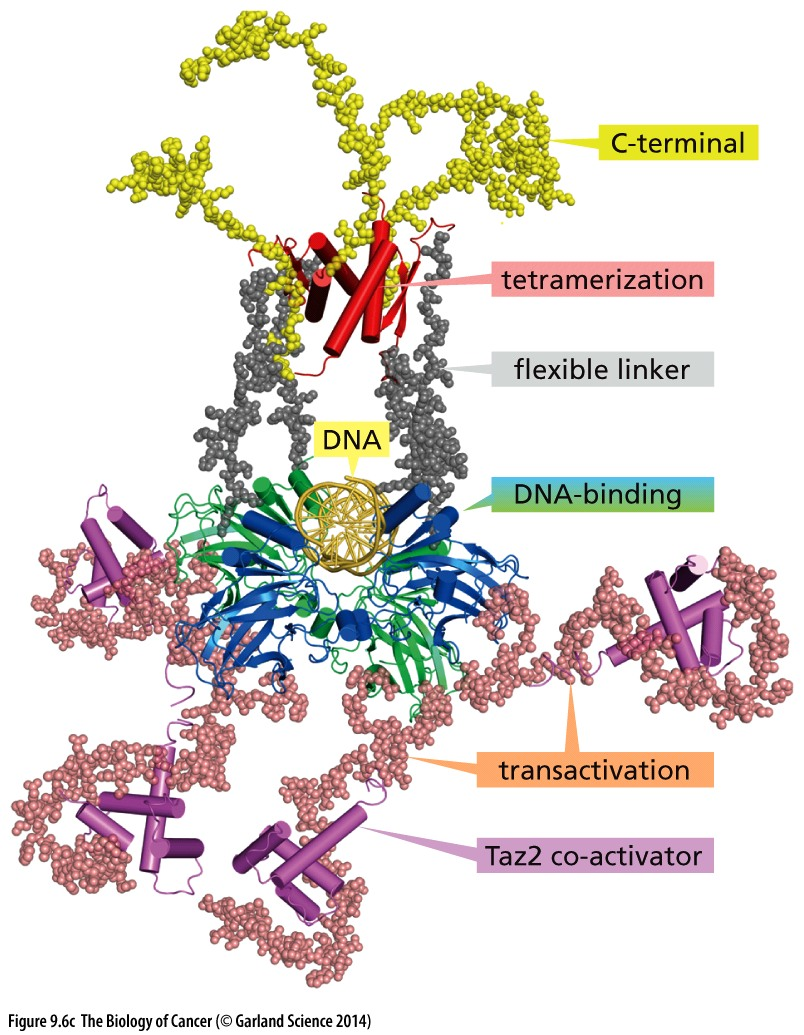 C-terminal
tetramerization
flexible linker
DNA
DNA-binding
transactivation
Taz2 co-activator
Figure 9.6c The Biology of Cancer (© Garland Science 2014)